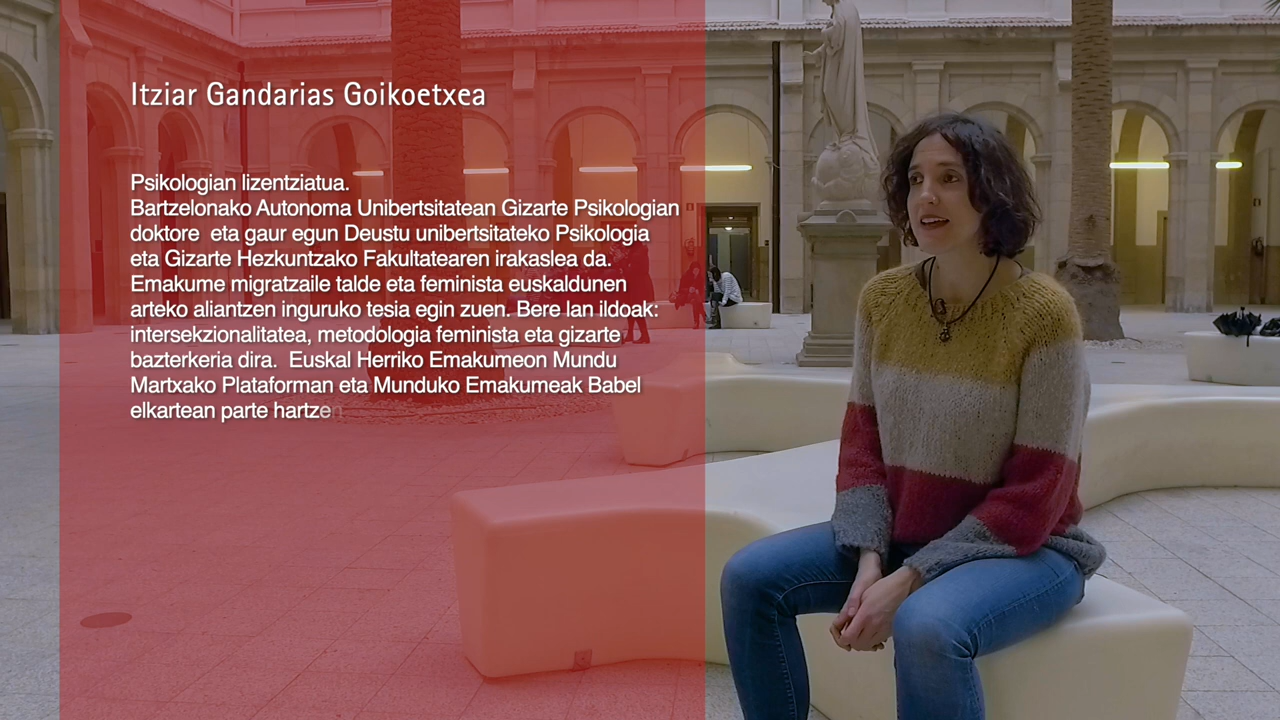 Itziar Gandarias Goikoetxea
Psikologian lizentziatua.
Bartzelonako Autonoma Unibertsitatean Gizarte Psikologian
doktore eta gaur egun Deustu unibertsitateko Psikologia
eta Gizarte Hezkuntzako Fakultatearen irakaslea da.
Emakume migratzaile talde eta feminista euskaldunen
arteko aliantzen inguruko tesia egin zuen. Bere lan ildoak:
intersekzionalitatea, metodologia feminista eta gizarte
bazterkeria dira. Euskal Herriko Emakumeon Mundu
Martxako Plataforman eta Munduko Emakumeak Babel
elkartean parte hartzen